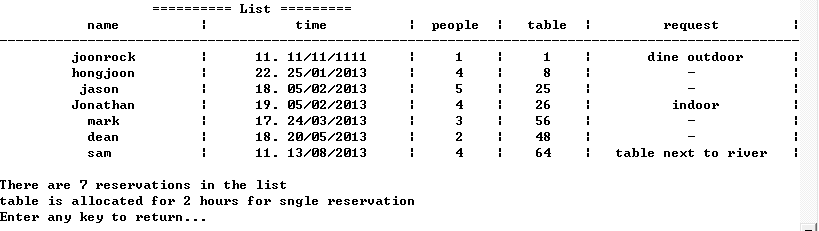 ========== List =========
name ¦ time ¦ people ¦ table ¦ request ¦
joonrock ¦ 11. 11/11/1111 ¦ 1 ¦ 1 ¦ dine outdoor ¦
hongjoon ¦ 22. 25/01/2013 ¦ 4 ¦ 8 ¦ - ¦
jason ¦ 18. 05/02/2013 ¦ 5 ¦ 25 ¦ - ¦
Jonathan ¦ 19. 05/02/2013 ¦ 4 ¦ 26 ¦ indoor ¦
mark ¦ 17. 24/03/2013 ¦ 3 ¦ 56 ¦ - ¦
dean ¦ 18. 20/05/2013 ¦ 2 ¦ 48 ¦ - ¦
sam ¦ 11. 13/08/2013 ¦ 4 ¦ 64 ¦ table next to river ¦
There are 7 reservations in the list
table is allocated for 2 hours for sngle reservation
Enter any key to return...